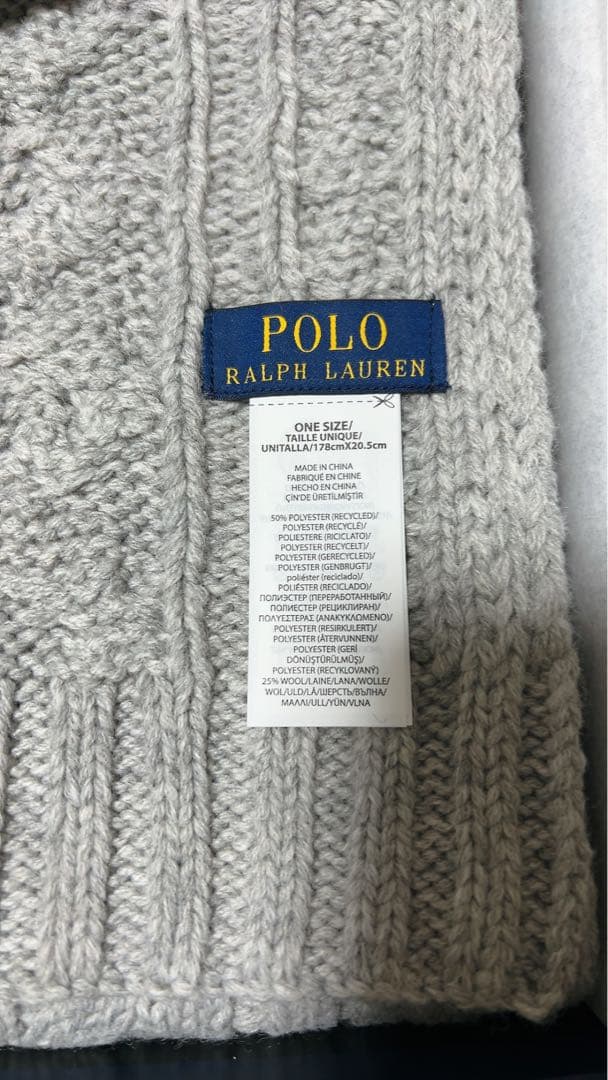 POLO
RALPH LAUREN
ONE SIZE/
TAILLE UNIQUE/
UNITALLA/178cmX20.5cm
MADE IN CHINA
FABRIQUÉ EN CHINE
HECHO EN CHINA
ÇİN'DE ÜRETİLMİŞTİR
50% POLYESTER (RECYCLED)/
POLYESTER (RECYCLÉ)/
POLIESTERE (RICICLATO)/
POLYESTER (RECYCELT)/
POLYESTER (GERECYCLED)/
POLYESTER (GENBRUGT)/
poliéster (reciclado)/
POLIÉSTER (RECICLADO)/
ПОЛИЭСТЕР (ПЕРЕРАБОТАННЫЙ)/
ПОЛИЕСТЕР (РЕЦИКЛИРАН)/
ΠΟΛΥΕΣΤΕΡΑΣ (ΑΝΑΚΥΚΛΩΜΕΝΟ)/
POLYESTER (RESIRKULERT)/
POLYESTER (ÅTERVUNNEN)/
POLYESTER (GERİ
DÖNÜŞTÜRÜLMÜŞ)/
POLYESTER (RECYKLOVANÝ)
25% WOOL/LAINE/LANA/WOLLE/
WOL/ULD/LÃ/ШЕРСТЬ/ВЪЛНА/
ΜΑΛΛΙ/ULL/YÜN/VLNA